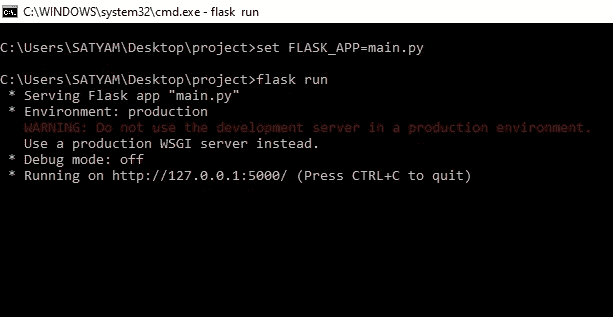 C:\WINDOWS\system32\cmd.exe - flask run
C:\Users\SATYAM\Desktop\project>set FLASK_APP=main.py
C:\Users\SATYAM\Desktop\project>flask run
* Serving Flask app "main.py"
* Environment: production
WARNING: Do not use the development server in a production environment.
Use a production WSGI server instead.
* Debug mode: off
* Running on http://127.0.0.1:5000/ (Press CTRL+C to quit)